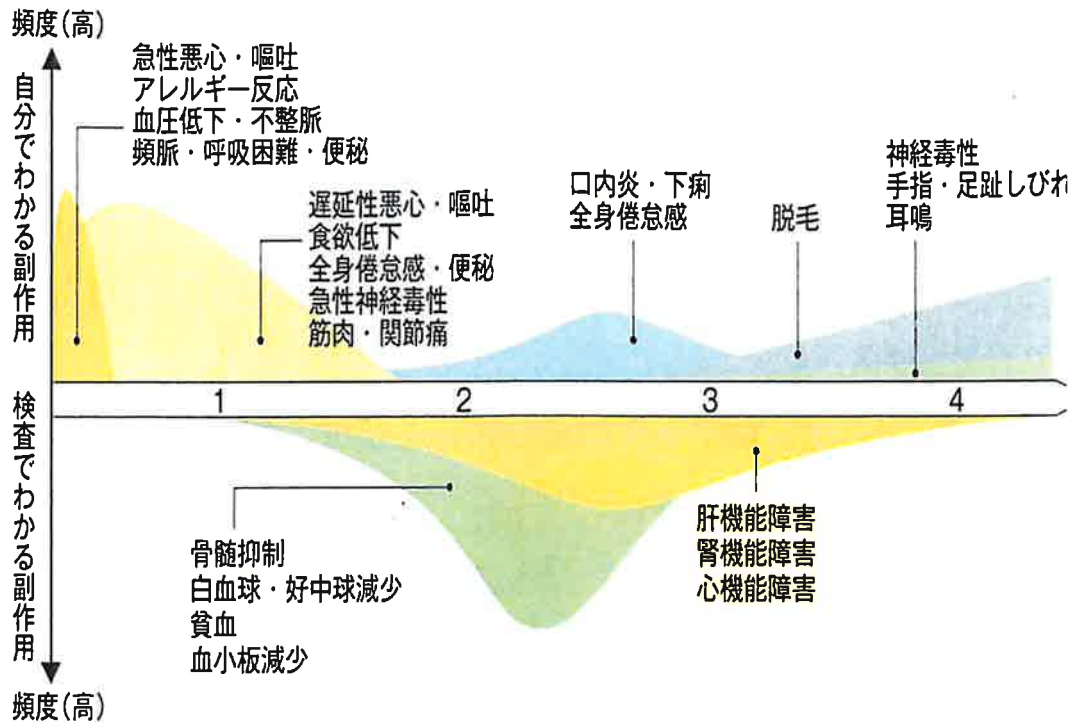 頻度(高)
自分でわかる副作用
急性悪心・嘔吐
アレルギー反応
血圧低下・不整脈
頻脈・呼吸困難・便秘
遅延性悪心・嘔吐
食欲低下
全身倦怠感・便秘
急性神経毒性
筋肉・関節痛
口内炎・下痢
全身倦怠感
脱毛
神経毒性
手指・足趾しびれ
耳鳴
1 2 3 4
検査でわかる副作用
骨髄抑制
白血球・好中球減少
貧血
血小板減少
肝機能障害
腎機能障害
心機能障害
頻度(高)